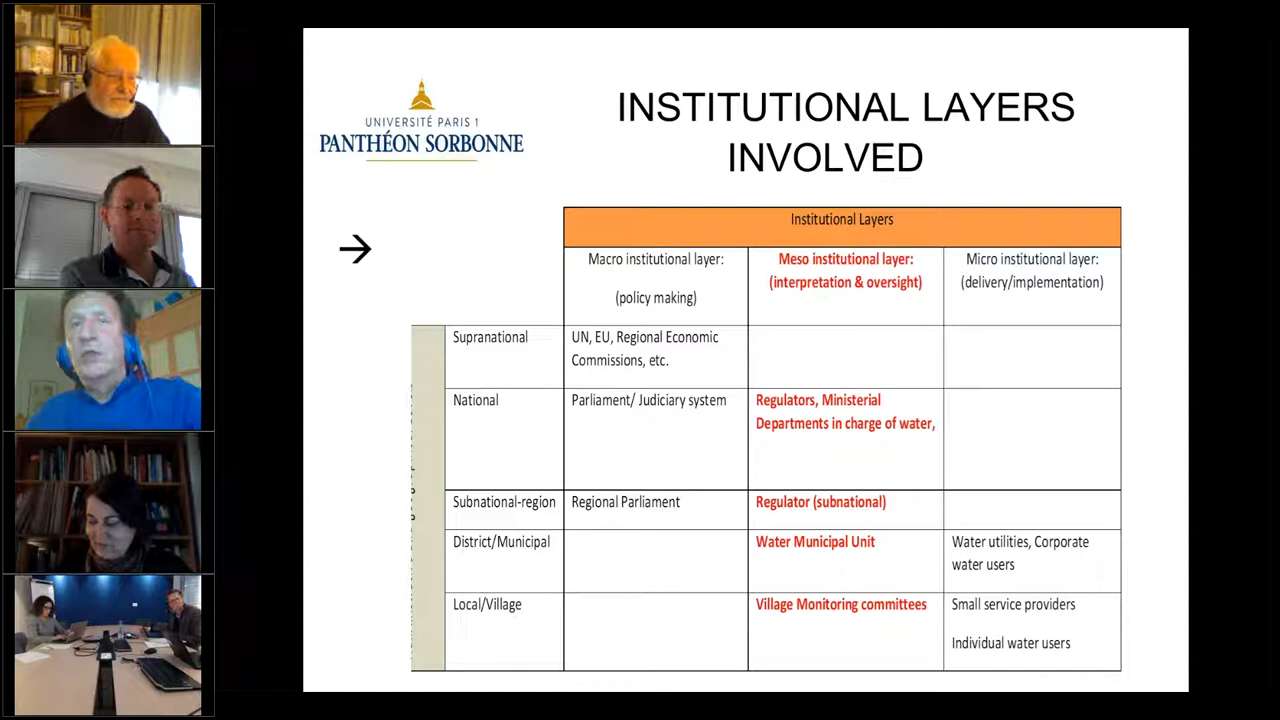 INSTITUTIONAL LAYERS
INVOLVED
UNIVERSITÉ PARIS 1
PANTHÉON SORBONNE
→
Institutional Layers
Macro institutional layer:
(policy making)
Meso institutional layer:
(interpretation & oversight)
Micro institutional layer:
(delivery/implementation)
Supranational
UN, EU, Regional Economic
Commissions, etc.
National
Parliament/ Judiciary system
Regulators, Ministerial
Departments in charge of water,
Subnational-region
Regional Parliament
Regulator (subnational)
District/Municipal
Water Municipal Unit
Water utilities, Corporate
water users
Local/Village
Village Monitoring committees
Small service providers
Individual water users